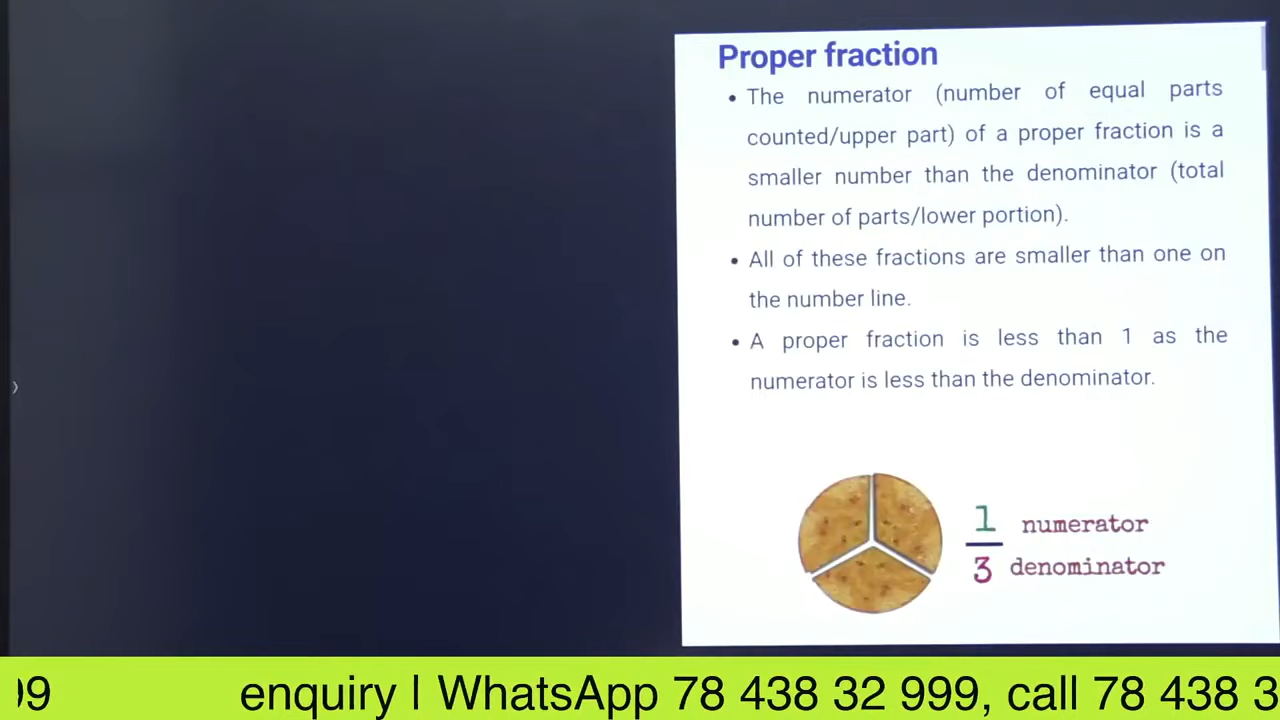 Proper fraction
• The numerator (number of equal parts
counted/upper part) of a proper fraction is a
smaller number than the denominator (total
number of parts/lower portion).
• All of these fractions are smaller than one on
the number line.
• A proper fraction is less than 1 as the
numerator is less than the denominator.
1 numerator
3 denominator
99 enquiry | WhatsApp 78 438 32 999, call 78 438 3